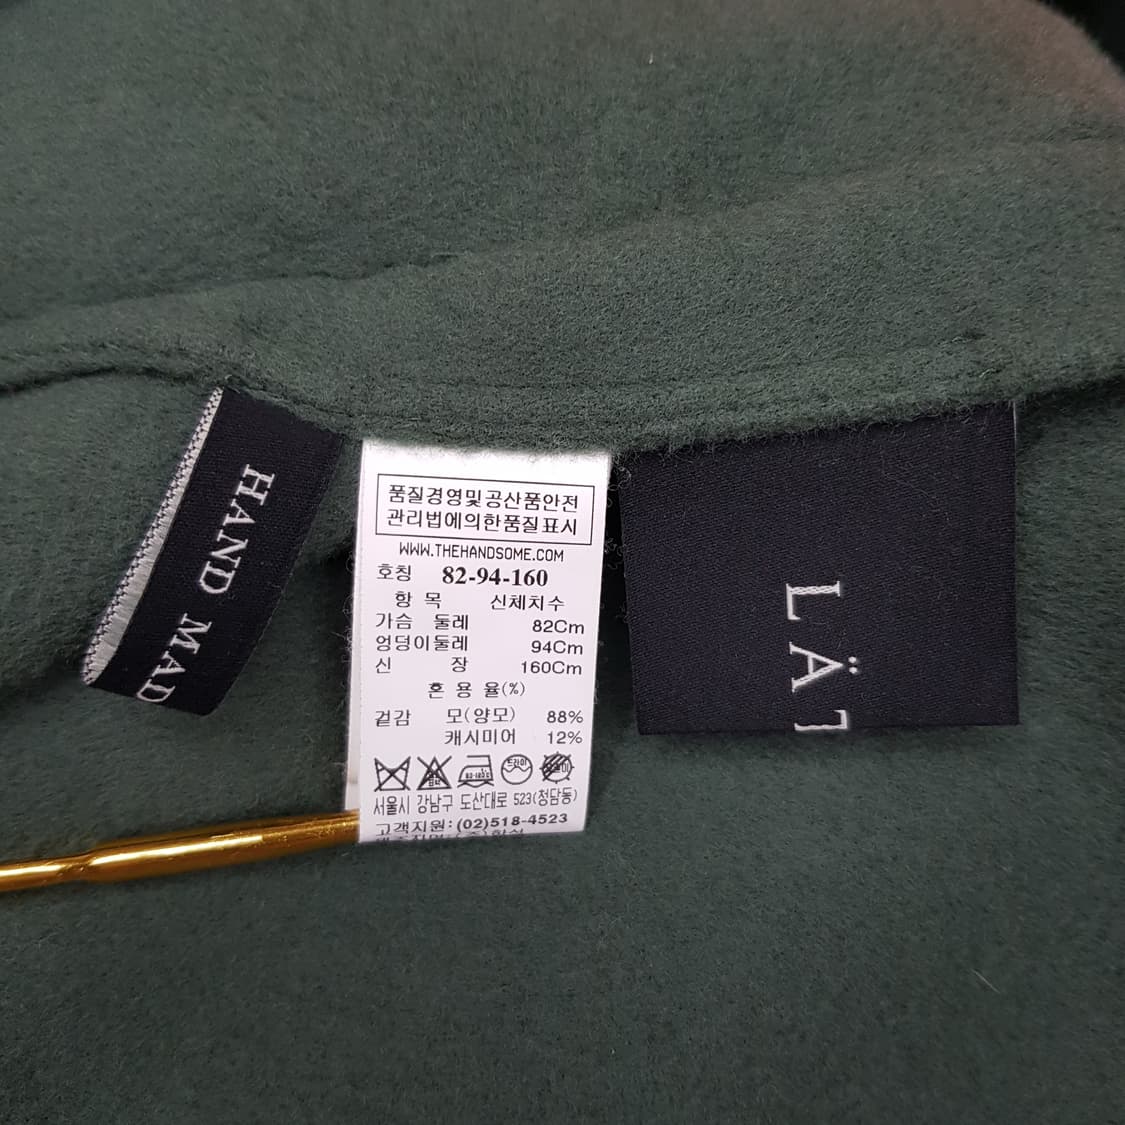 HAND MAD
품질경영및공산품안전
관리법에의한품질표시
WWW.THEHANDSOME.COM
호칭 82-94-160
항 목 신체치수
가슴 둘레 82Cm
엉덩이둘레 94Cm
신 장 160Cm
혼 용 율(%)
겉감 모(양모) 88%
캐시미어 12%
드라이
서울시 강남구 도산대로 523(청담동)
고객지원:(02)518-4523
LÄT